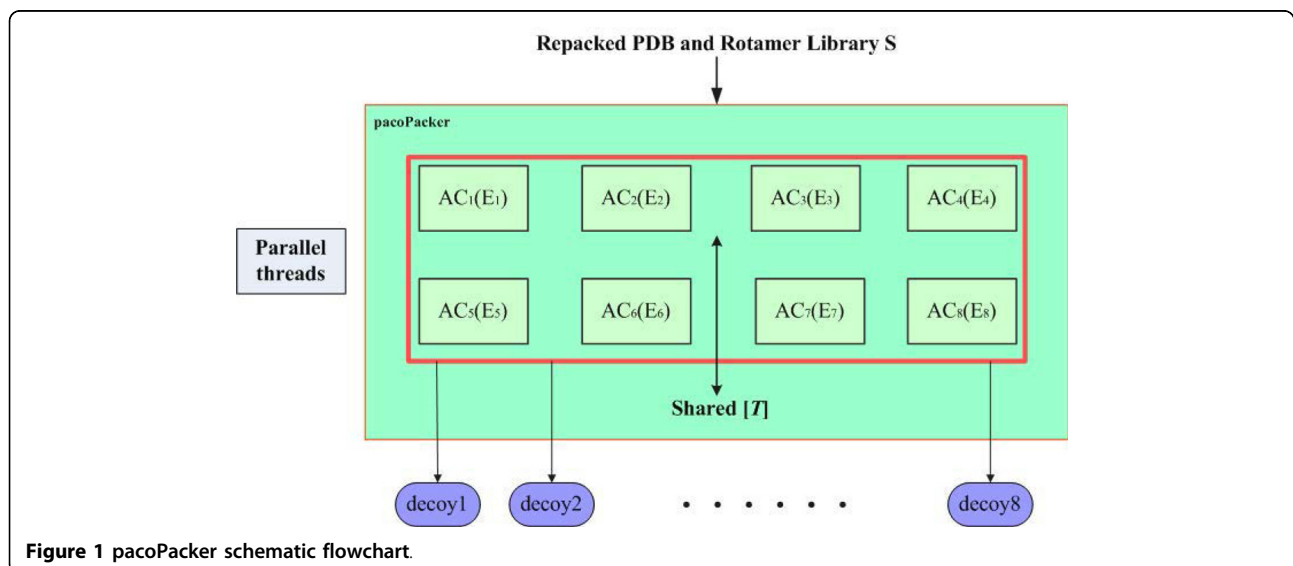 Repacked PDB and Rotamer Library S
pacoPacker
AC₁(E₁) AC₂(E₂) AC₃(E₃) AC₄(E₄)
Parallel
threads
AC₅(E₅) AC₆(E₆) AC₇(E₇) AC₈(E₈)
Shared [T]
decoy1 decoy2 . . . . . . decoy8
Figure 1 pacoPacker schematic flowchart.